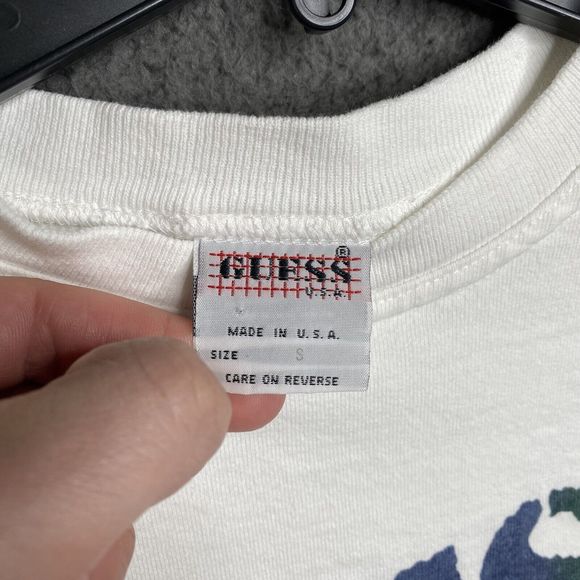 GUESS®
U.S.A.
MADE IN U.S.A.
SIZE S
CARE ON REVERSE